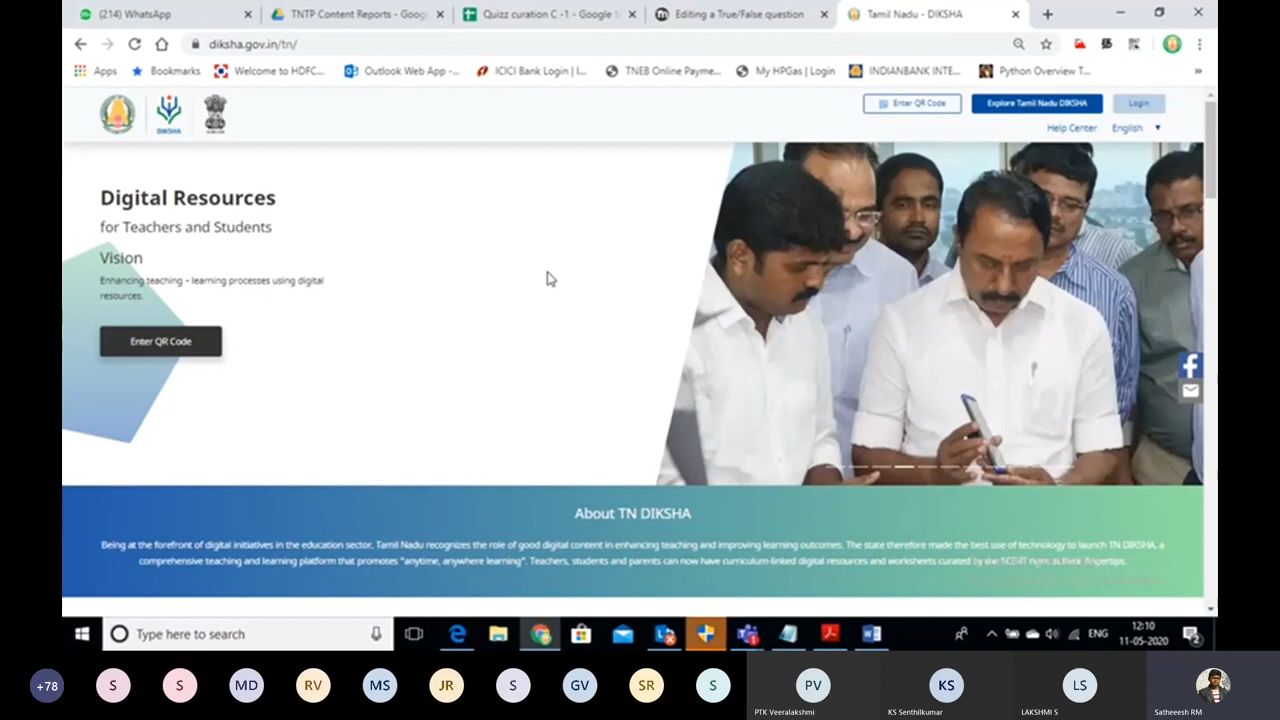 (214) WhatsApp
TNTP Content Reports - Goog
Quizz curation C -1 - Google S
Editing a True/False question
Tamil Nadu - DIKSHA
diksha.gov.in/tn/
Apps
Bookmarks
Welcome to HDFC...
Outlook Web App -...
ICICI Bank Login | I...
TNEB Online Payme...
My HPGas | Login
INDIANBANK INTE...
Python Overview T...
»
DIKSHA
Enter QR Code
Explore Tamil Nadu DIKSHA
Login
Help Center
English
Digital Resources
for Teachers and Students
Vision
Enhancing teaching – learning processes using digital
resources.
Enter QR Code
About TN DIKSHA
Being at the forefront of digital initiatives in the education sector, Tamil Nadu recognizes the role of good digital content in enhancing teaching and improving learning outcomes. The state therefore made the best use of technology to launch TN DIKSHA, a
comprehensive teaching and learning platform that promotes "anytime, anywhere learning". Teachers, students and parents can now have curriculum-linked digital resources and worksheets curated by the SCERT right at their fingertips.
Type here to search
ENG
12:10
11-05-2020
2
+78
S
S
MD
RV
MS
JR
S
GV
SR
S
PV
PTK Veeralakshmi
KS
KS Senthilkumar
LS
LAKSHMI S
Satheeesh RM